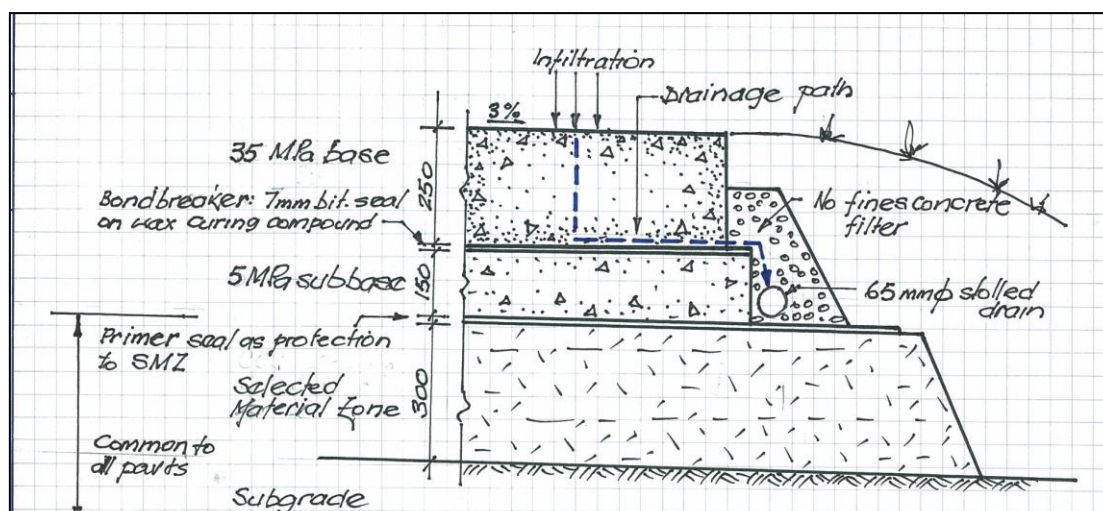 Infiltration
Drainage path
3%
35 MPa base
250
Bondbreaker: 7mm bit. seal
on wax curing compound
No fines concrete
filter
5 MPa subbase
150
65 mmφ slotted
drain
Primer seal as protection
to SMZ
Selected
Material Zone
300
Common to
all pav'ts
Subgrade